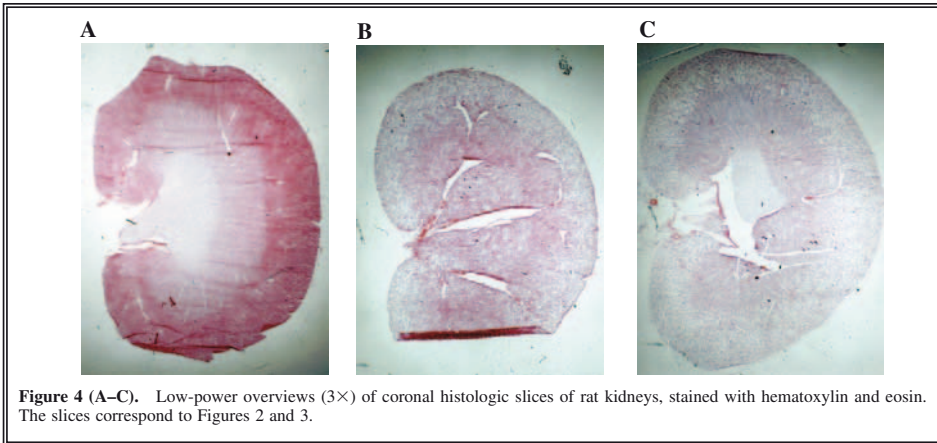 A B C
Figure 4 (A–C). Low-power overviews (3×) of coronal histologic slices of rat kidneys, stained with hematoxylin and eosin.
The slices correspond to Figures 2 and 3.